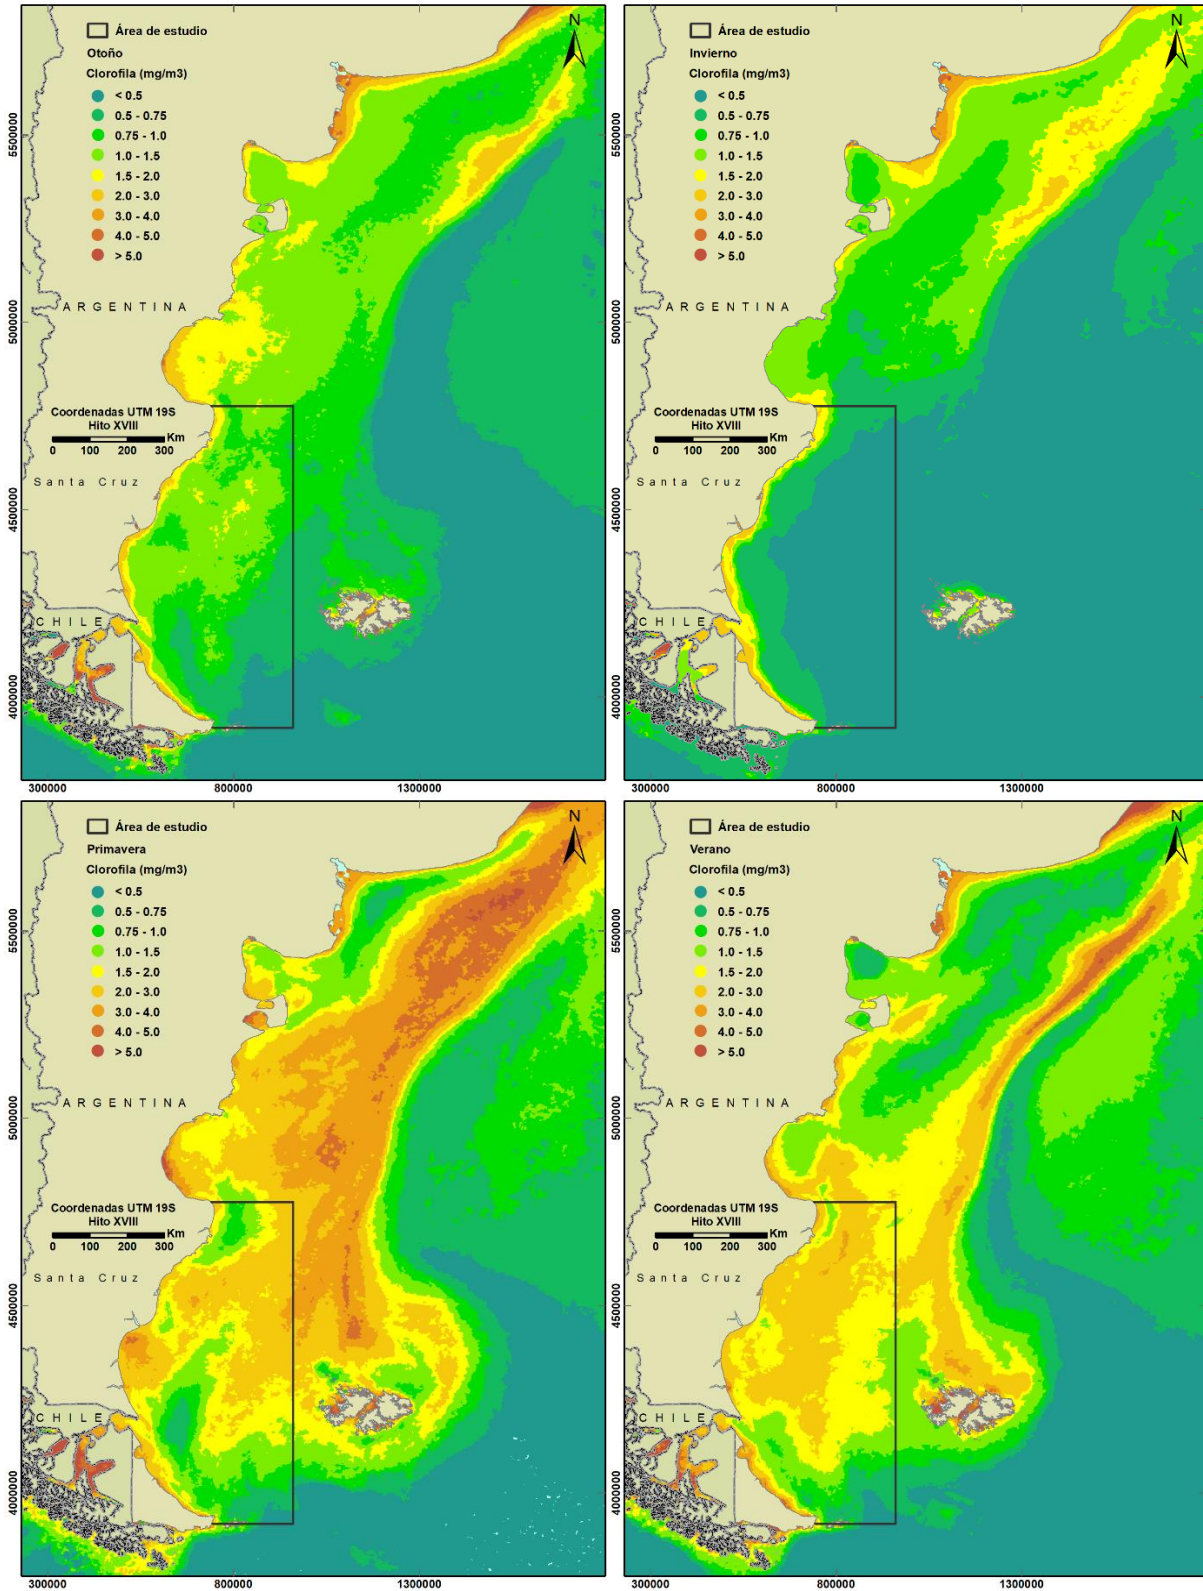 Área de estudio
Otoño
Clorofila (mg/m3)
< 0.5
0.5 - 0.75
0.75 - 1.0
1.0 - 1.5
1.5 - 2.0
2.0 - 3.0
3.0 - 4.0
4.0 - 5.0
> 5.0
N
ARGENTINA
Coordenadas UTM 19S
Hito XVIII
Km
0 100 200 300
Santa Cruz
CHILE
5500000
5000000
4500000
4000000
300000 800000 1300000
Área de estudio
Invierno
Clorofila (mg/m3)
< 0.5
0.5 - 0.75
0.75 - 1.0
1.0 - 1.5
1.5 - 2.0
2.0 - 3.0
3.0 - 4.0
4.0 - 5.0
> 5.0
N
ARGENTINA
Coordenadas UTM 19S
Hito XVIII
Km
0 100 200 300
Santa Cruz
CHILE
5500000
5000000
4500000
4000000
300000 800000 1300000
Área de estudio
Primavera
Clorofila (mg/m3)
< 0.5
0.5 - 0.75
0.75 - 1.0
1.0 - 1.5
1.5 - 2.0
2.0 - 3.0
3.0 - 4.0
4.0 - 5.0
> 5.0
N
ARGENTINA
Coordenadas UTM 19S
Hito XVIII
Km
0 100 200 300
Santa Cruz
CHILE
5500000
5000000
4500000
4000000
300000 800000 1300000
Área de estudio
Verano
Clorofila (mg/m3)
< 0.5
0.5 - 0.75
0.75 - 1.0
1.0 - 1.5
1.5 - 2.0
2.0 - 3.0
3.0 - 4.0
4.0 - 5.0
> 5.0
N
ARGENTINA
Coordenadas UTM 19S
Hito XVIII
Km
0 100 200 300
Santa Cruz
CHILE
5500000
5000000
4500000
4000000
300000 800000 1300000